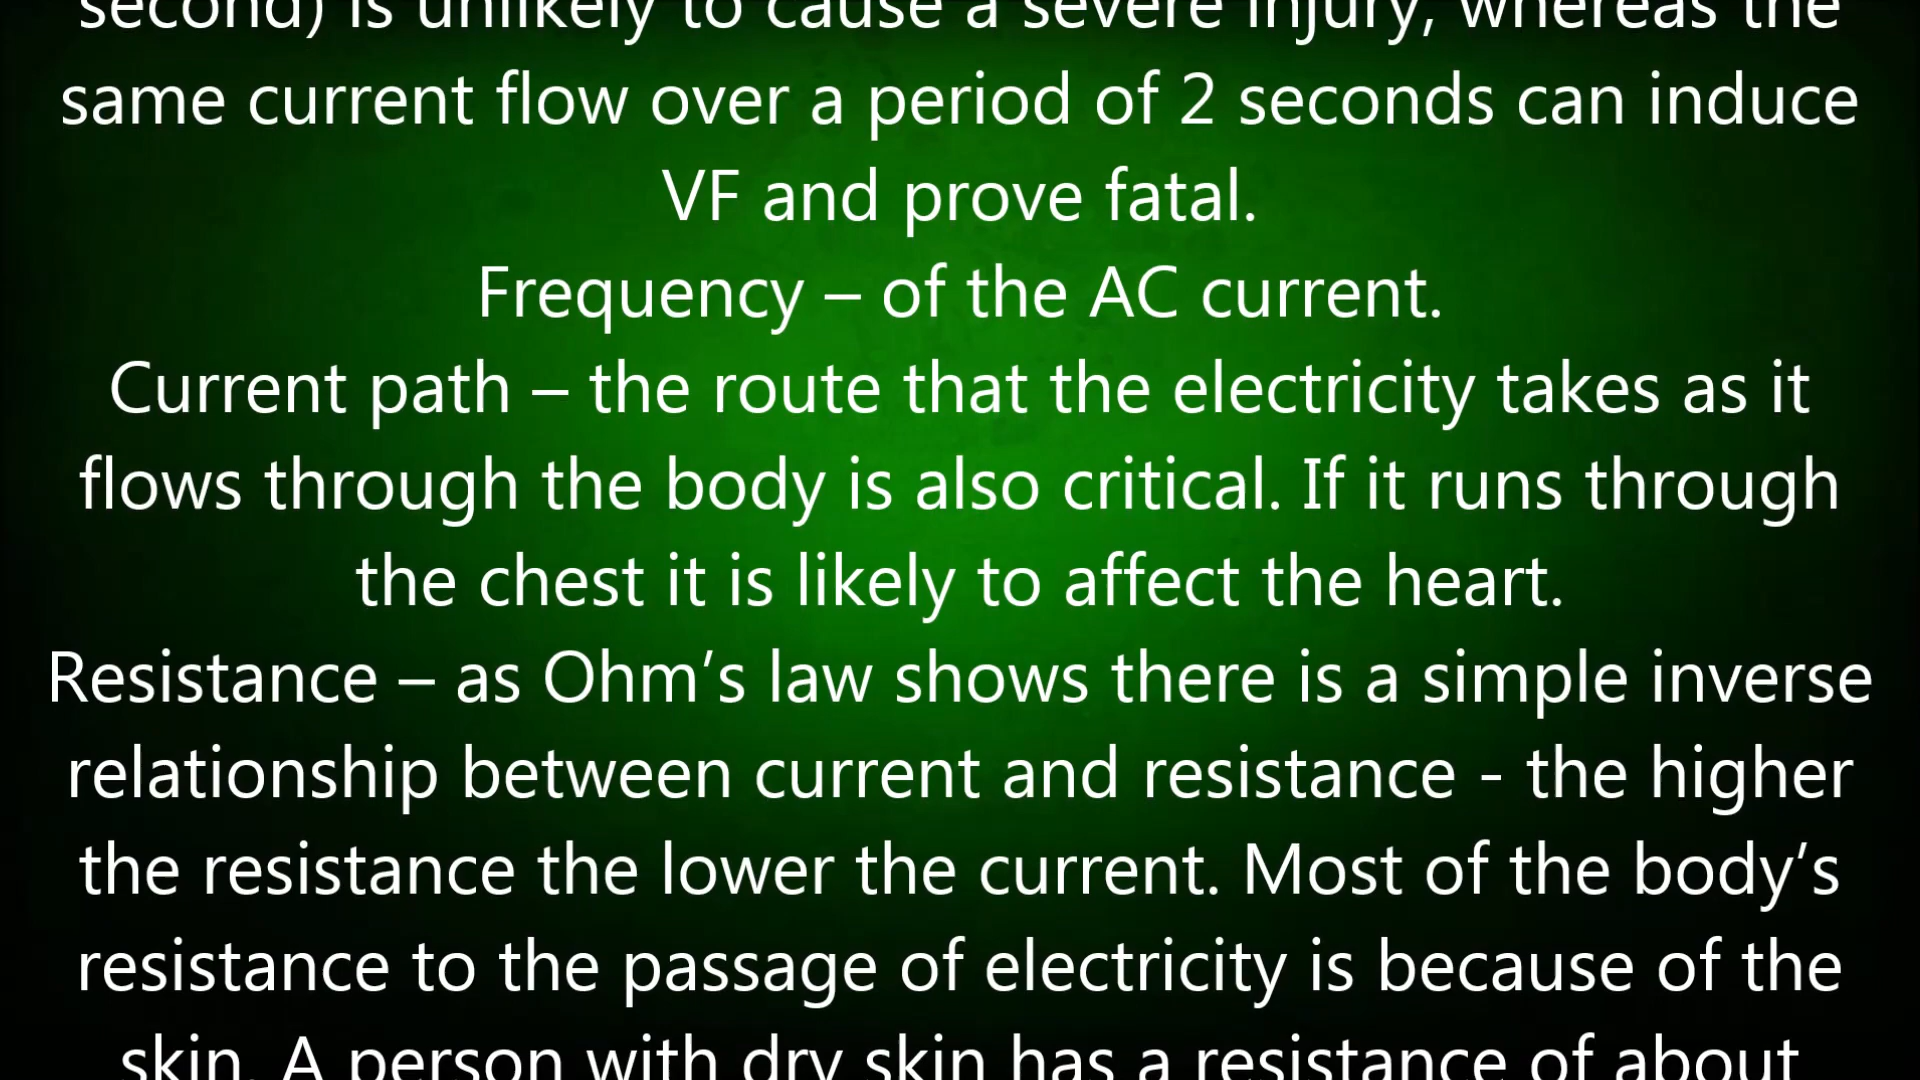 second) is unlikely to cause a severe injury, whereas the
same current flow over a period of 2 seconds can induce
VF and prove fatal.
Frequency – of the AC current.
Current path – the route that the electricity takes as it
flows through the body is also critical. If it runs through
the chest it is likely to affect the heart.
Resistance – as Ohm’s law shows there is a simple inverse
relationship between current and resistance - the higher
the resistance the lower the current. Most of the body’s
resistance to the passage of electricity is because of the
skin. A person with dry skin has a resistance of about